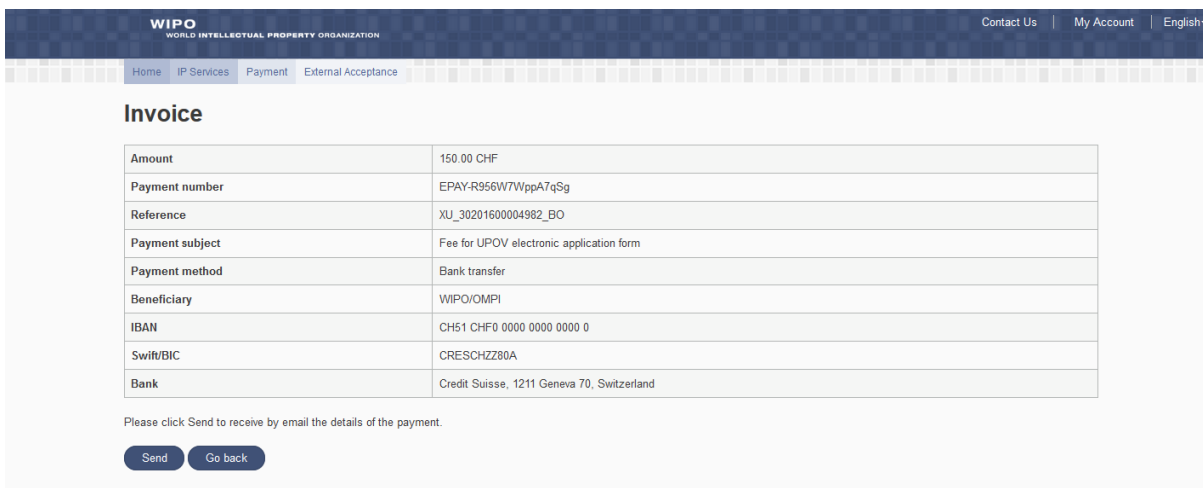 WIPO
WORLD INTELLECTUAL PROPERTY ORGANIZATION
Contact Us | My Account | English
Home IP Services Payment External Acceptance
Invoice
Amount 150.00 CHF
Payment number EPAY-R956W7WppA7qSg
Reference XU_30201600004982_BO
Payment subject Fee for UPOV electronic application form
Payment method Bank transfer
Beneficiary WIPO/OMPI
IBAN CH51 CHF0 0000 0000 0000 0
Swift/BIC CRESCHZZ80A
Bank Credit Suisse, 1211 Geneva 70, Switzerland
Please click Send to receive by email the details of the payment.
Send Go back